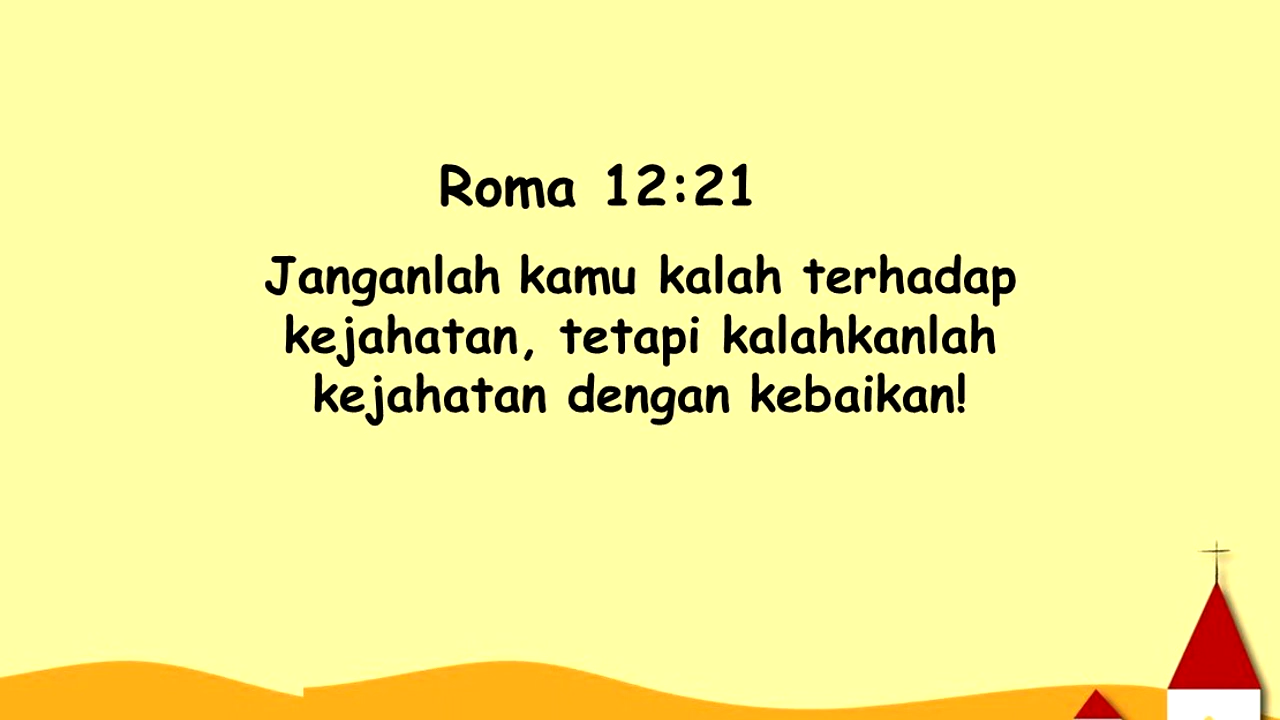 Roma 12:21
Janganlah kamu kalah terhadap
kejahatan, tetapi kalahkanlah
kejahatan dengan kebaikan!